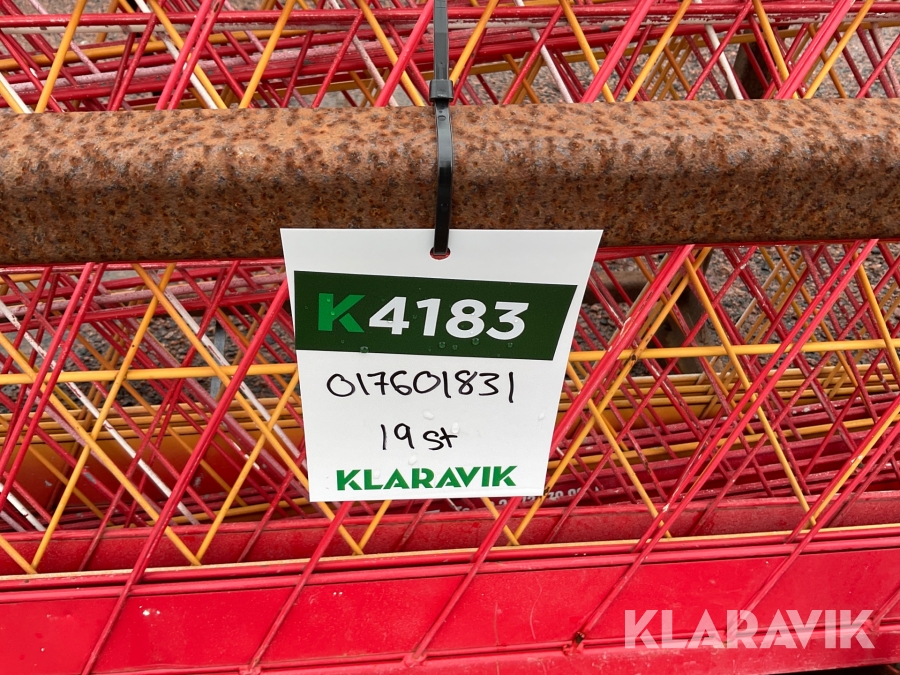 K4183
017601831
19 st
KLARAVIK
KLARAVIK